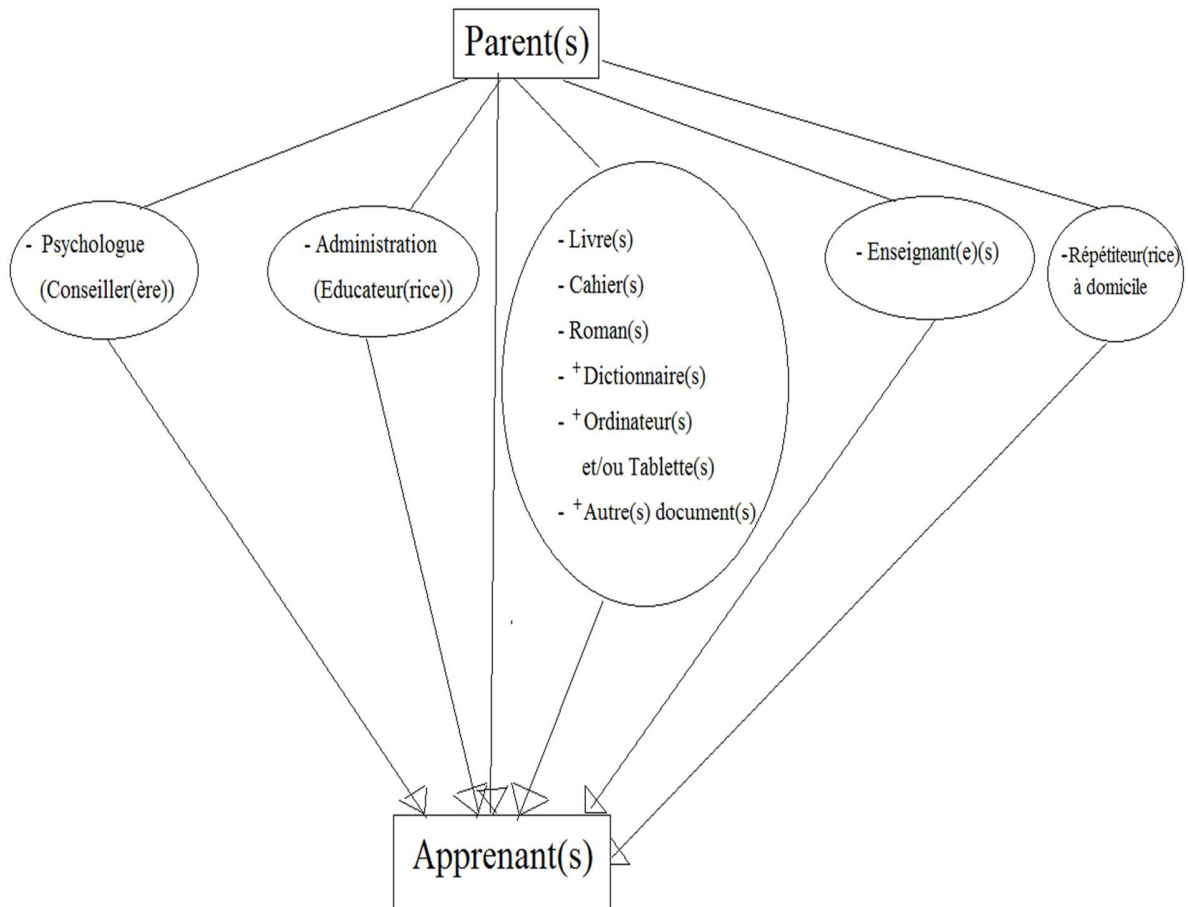 Parent(s)
- Psychologue
(Conseiller(ère))
- Administration
(Educateur(rice))
- Livre(s)
- Cahier(s)
- Roman(s)
- +Dictionnaire(s)
- +Ordinateur(s)
et/ou Tablette(s)
- +Autre(s) document(s)
- Enseignant(e)(s)
-Répétiteur(rice)
à domicile
Apprenant(s)